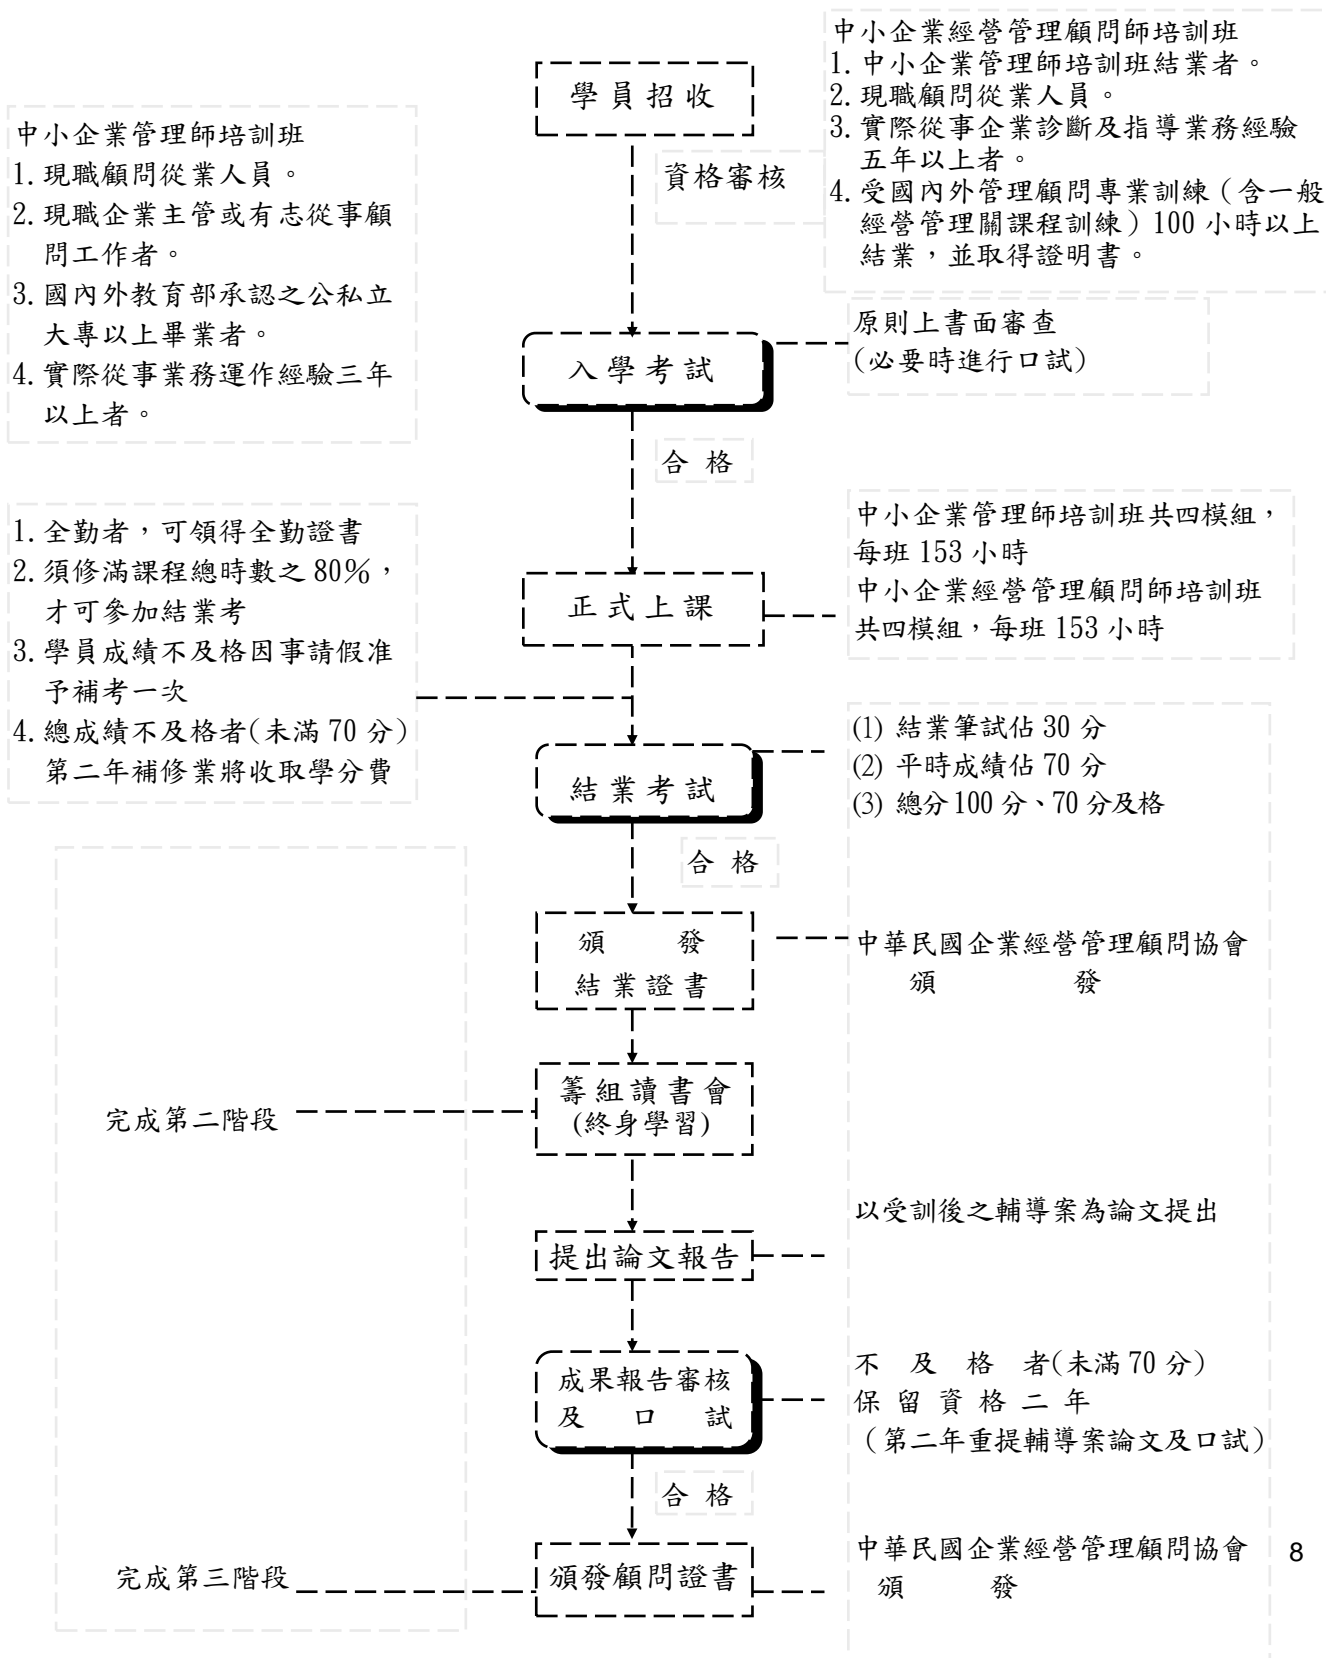 中小企業經營管理顧問師培訓班
1.中小企業管理師培訓班結業者。
2.現職顧問從業人員。
3.實際從事企業診斷及指導業務經驗
五年以上者。
4.受國內外管理顧問專業訓練（含一般
經營管理關課程訓練）100 小時以上
結業，並取得證明書。
學員招收
資格審核
中小企業管理師培訓班
1.現職顧問從業人員。
2.現職企業主管或有志從事顧
問工作者。
3.國內外教育部承認之公私立
大專以上畢業者。
4.實際從事業務運作經驗三年
以上者。
原則上書面審查
(必要時進行口試)
入學考試
合 格
1.全勤者，可領得全勤證書
2.須修滿課程總時數之 80%，
才可參加結業考
3.學員成績不及格因事請假准
予補考一次
4.總成績不及格者(未滿 70 分)
第二年補修業將收取學分費
中小企業管理師培訓班共四模組，
每班 153 小時
中小企業經營管理顧問師培訓班
共四模組，每班 153 小時
正式上課
(1) 結業筆試佔 30 分
(2) 平時成績佔 70 分
(3) 總分 100 分、70 分及格
結業考試
合 格
頒 發
結業證書
中華民國企業經營管理顧問協會
頒 發
籌組讀書會
(終身學習)
完成第二階段
以受訓後之輔導案為論文提出
提出論文報告
成果報告審核
及 口 試
不 及 格 者(未滿 70 分)
保 留 資 格 二 年
（第二年重提輔導案論文及口試）
合 格
頒發顧問證書
完成第三階段
中華民國企業經營管理顧問協會
頒 發
8